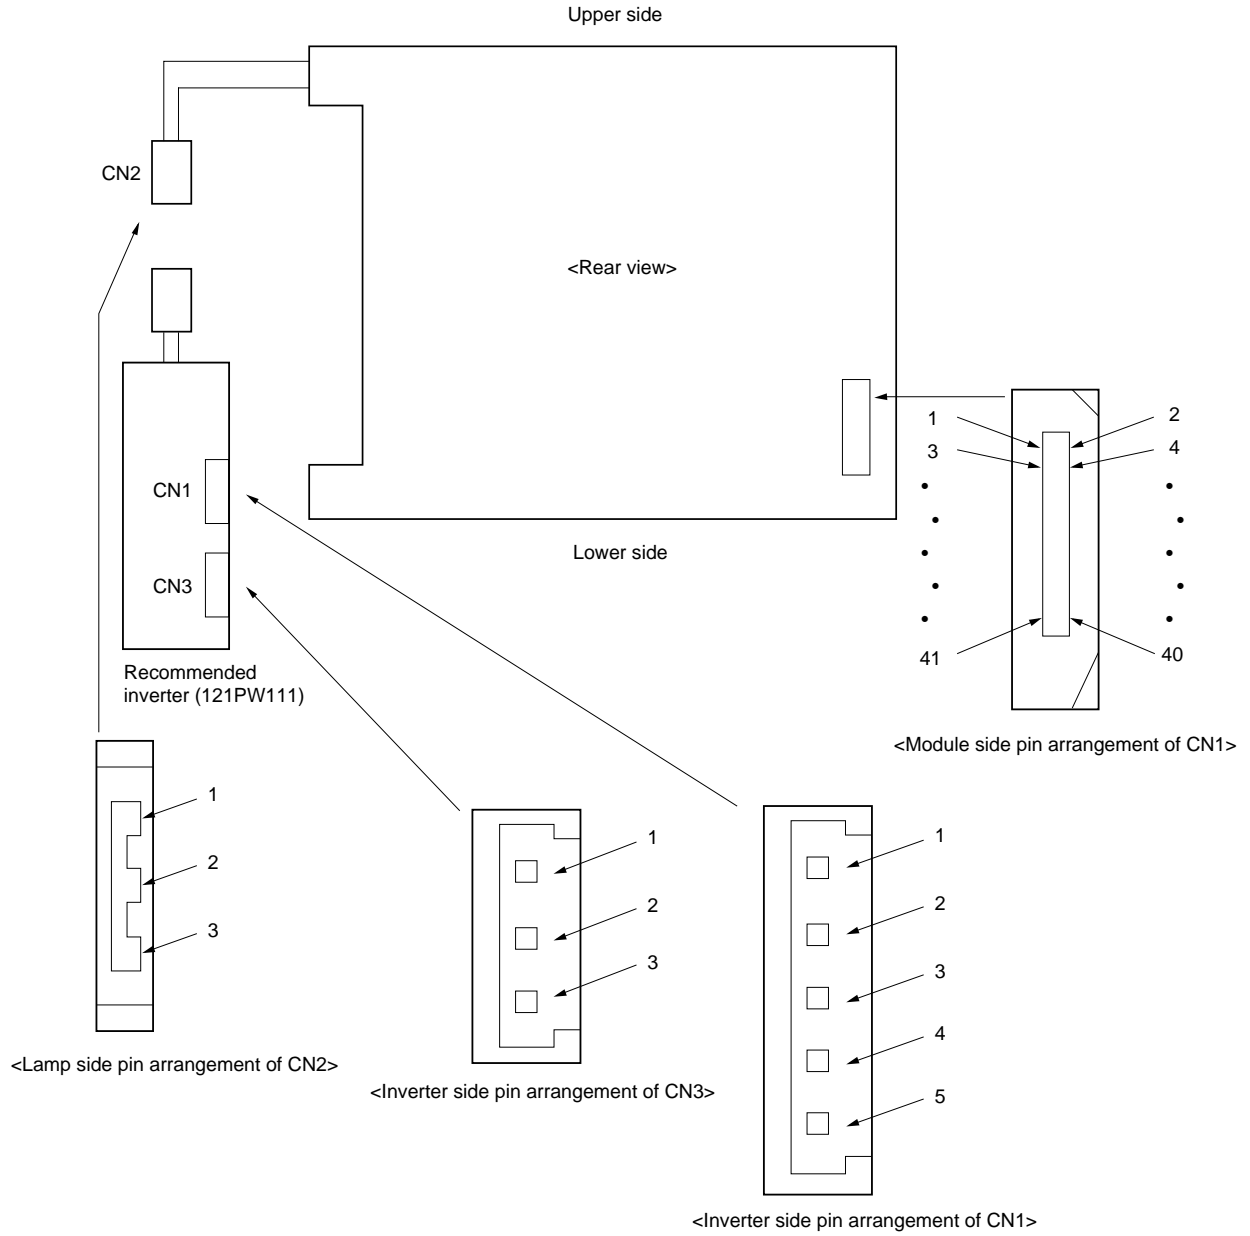 Upper side
CN2
<Rear view>
1
2
3
4
•
•
•
•
•
•
•
•
•
•
41
40
CN1
CN3
Lower side
Recommended
inverter (121PW111)
<Module side pin arrangement of CN1>
1
2
3
<Lamp side pin arrangement of CN2>
1
2
3
<Inverter side pin arrangement of CN3>
1
2
3
4
5
<Inverter side pin arrangement of CN1>